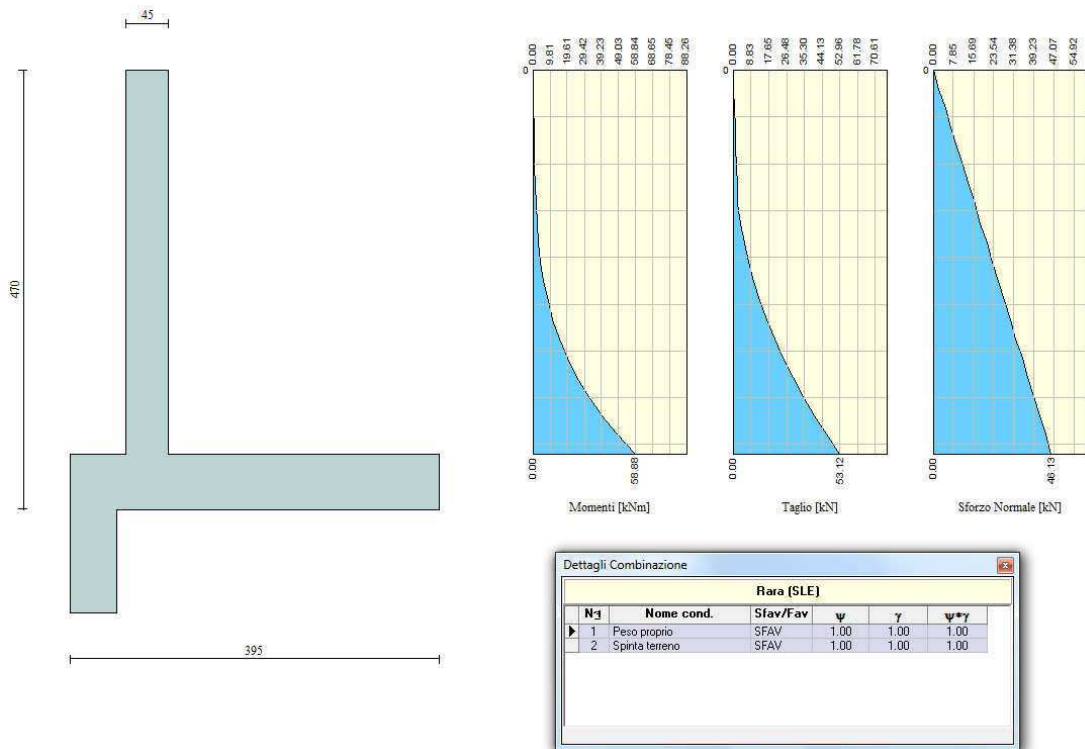 45
470
395
0.00 9.81 19.61 29.42 39.23 49.03 58.84 68.65 78.45 88.26
0
0.00 58.88
Momenti [kNm]
0.00 8.83 17.65 26.48 35.30 44.13 52.96 61.78 70.61
0
0.00 53.12
Taglio [kN]
0.00 7.85 15.69 23.54 31.38 39.23 47.07 54.92
0
0.00 46.13
Sforzo Normale [kN]
Dettagli Combinazione
Rara (SLE)
Nome cond. Sfav/Fav Ψ γ Ψ*γ
1 Peso proprio SFAV 1.00 1.00 1.00
2 Spinta terreno SFAV 1.00 1.00 1.00